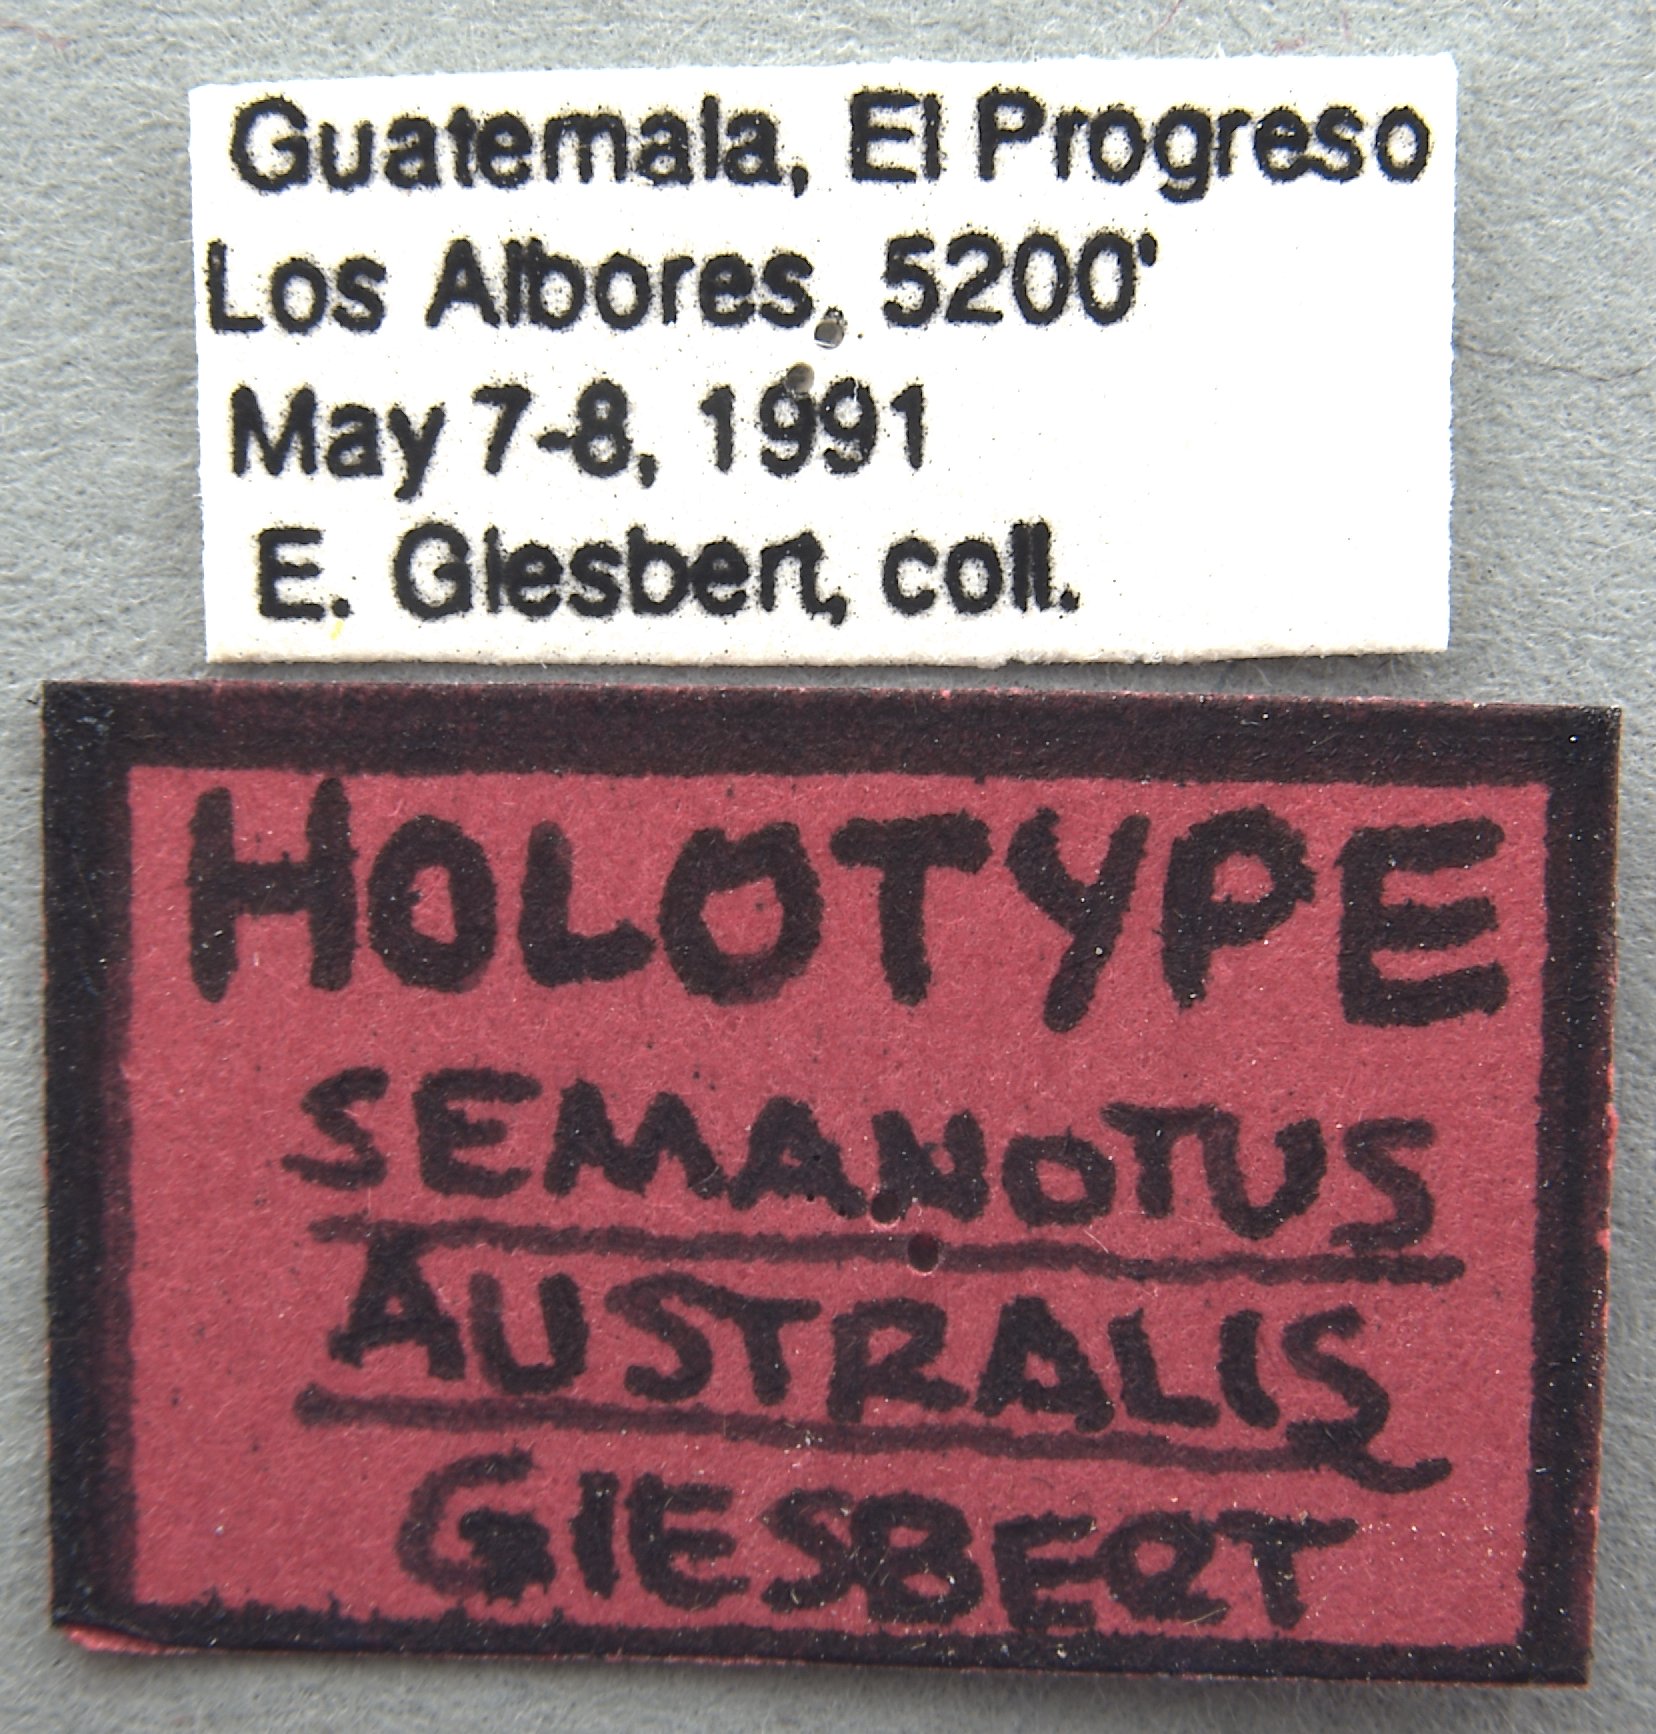 Guatemala, El Progreso
Los Albores, 5200'
May 7-8, 1991
E. Giesbert, coll.
HOLOTYPE
SEMANOTUS
AUSTRALIS
GIESBERT